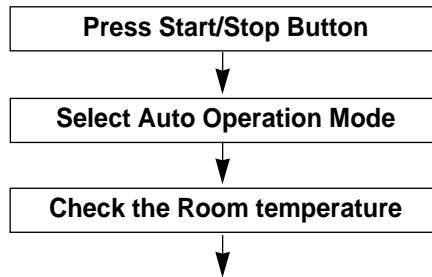 Press Start/Stop Button
Select Auto Operation Mode
Check the Room temperature